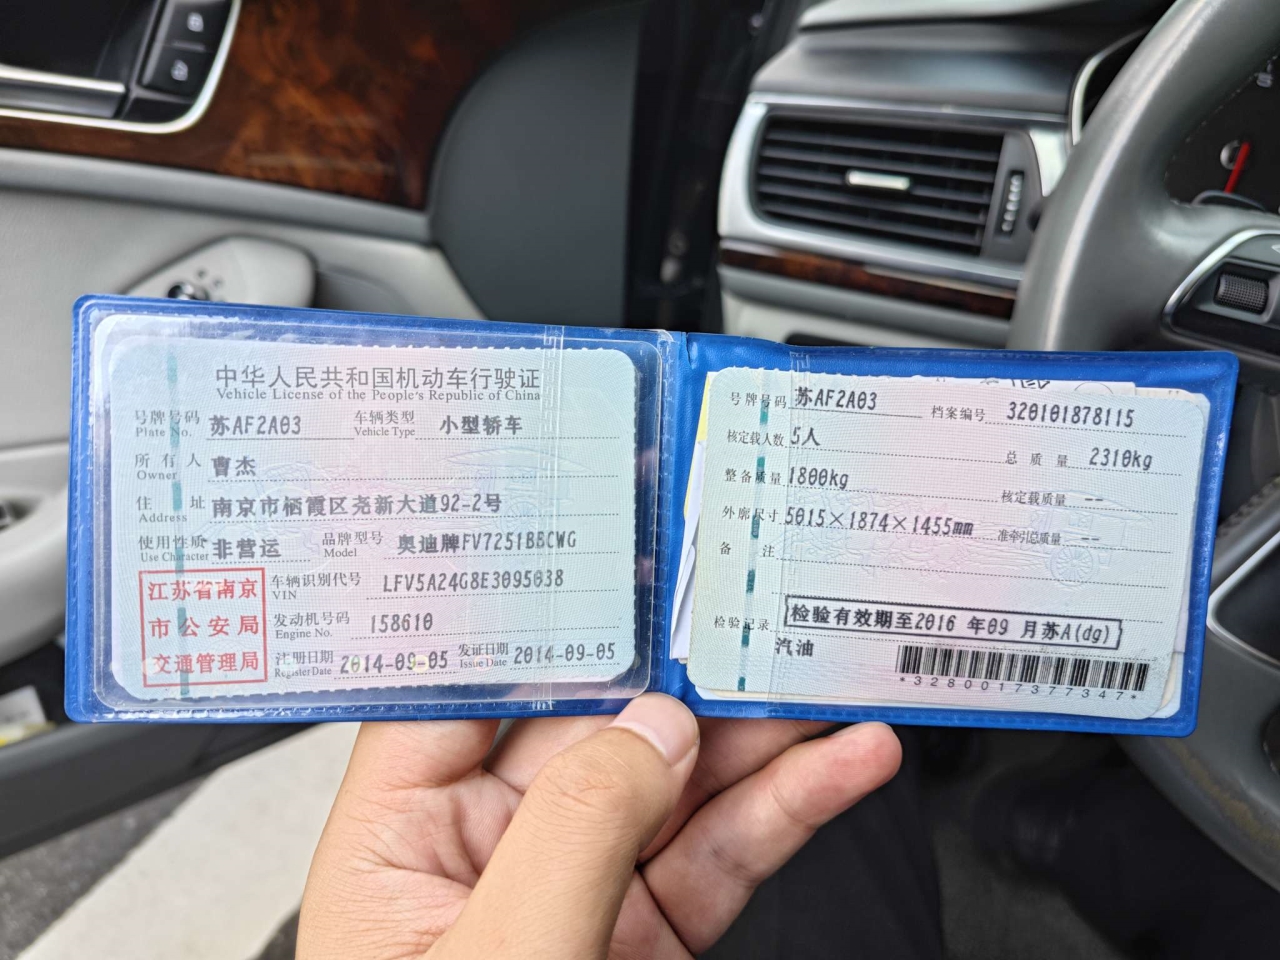 中华人民共和国机动车行驶证
Vehicle License of the People's Republic of China
号牌号码 苏AF2A03 车辆类型 小型轿车
Plate No. Vehicle Type
所有人 曹杰
Owner
住址 南京市栖霞区尧新大道92-2号
Address
使用性质 非营运 品牌型号 奥迪牌FV7251BBCWG
Use Character Model
江苏省南京
市公安局
交通管理局
车辆识别代号 LFV5A24G8E3095038
VIN
发动机号码 158610
Engine No.
注册日期 2014-09-05 发证日期 2014-09-05
Register Date Issue Date
号牌号码 苏AF2A03 档案编号 320101878115
核定载人数 5人 总质量 2310kg
整备质量 1800kg 核定载质量 --
外廓尺寸 5015×1874×1455mm 准牵引总质量 --
备注
检验记录 检验有效期至2016 年09 月苏A(dg)
汽油
*3280017377347*